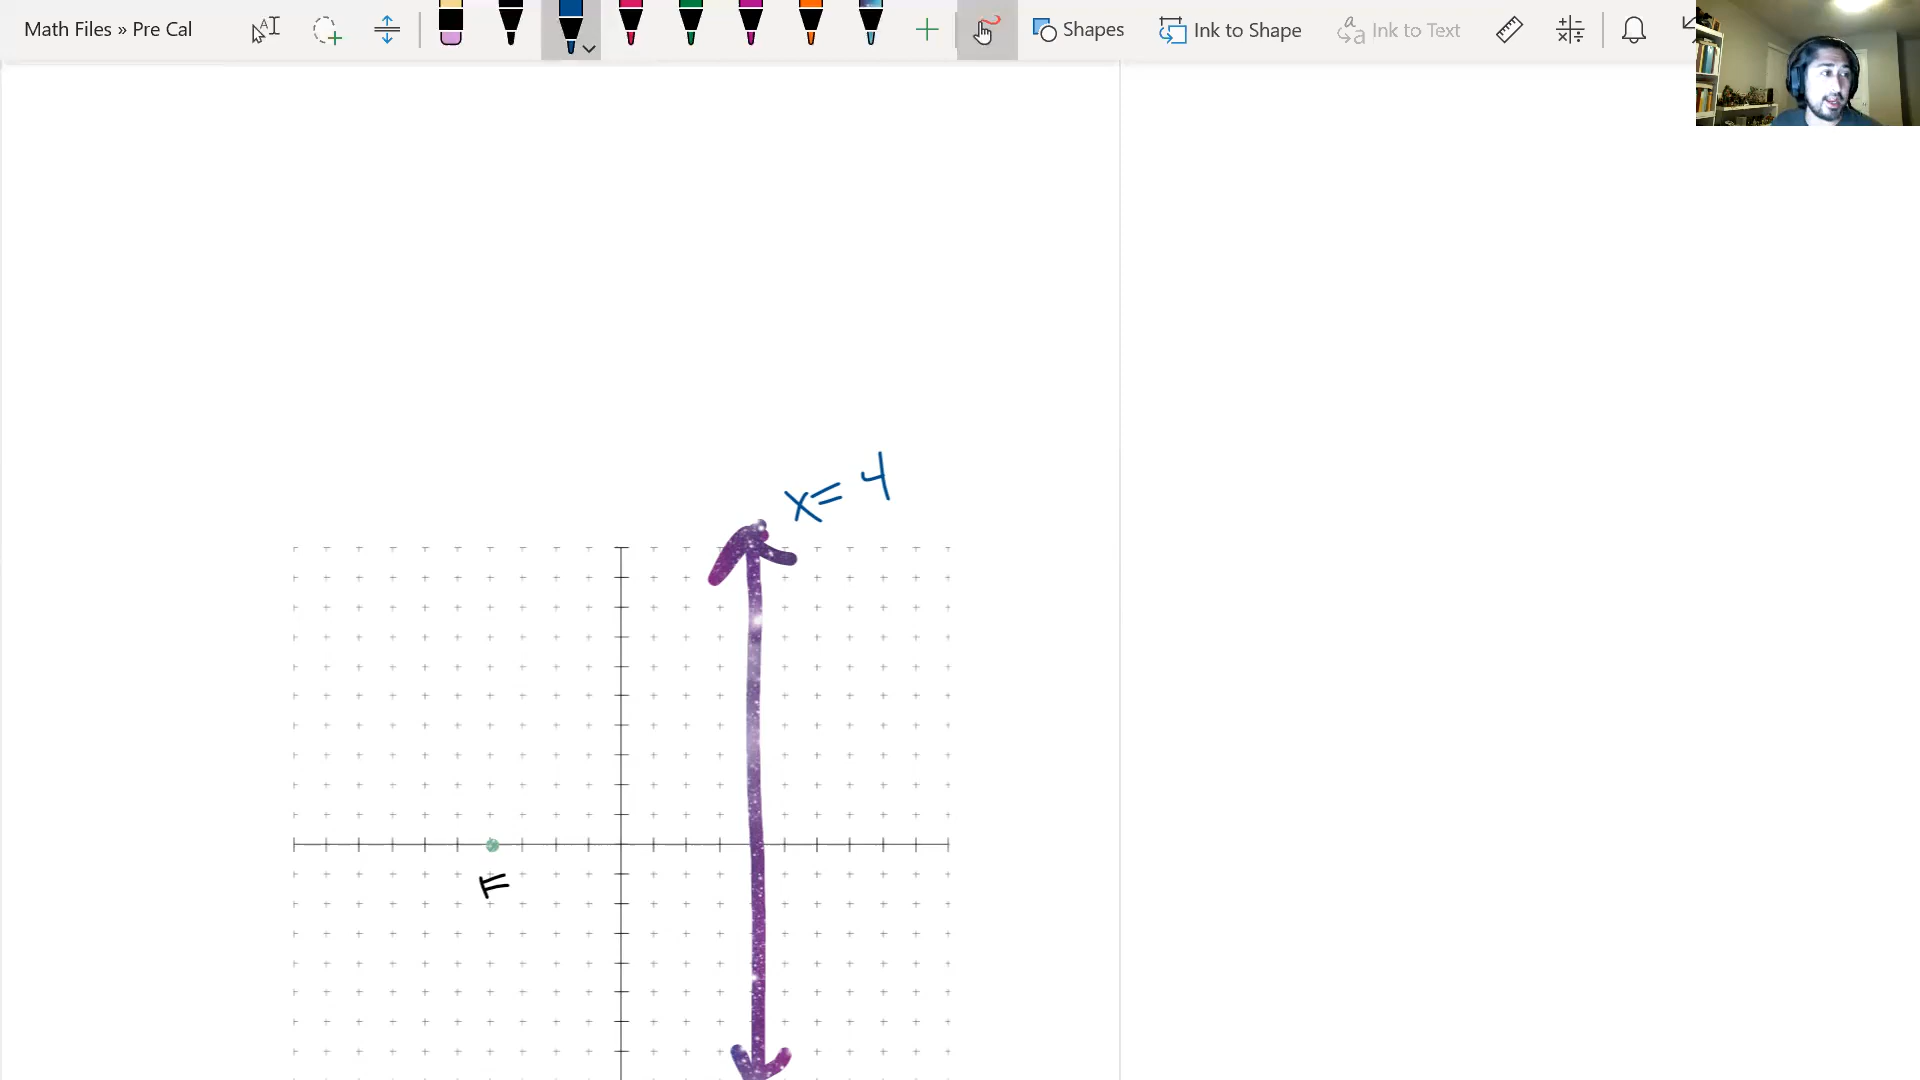 Math Files » Pre Cal
Shapes
Ink to Shape
Ink to Text
x= 4
F